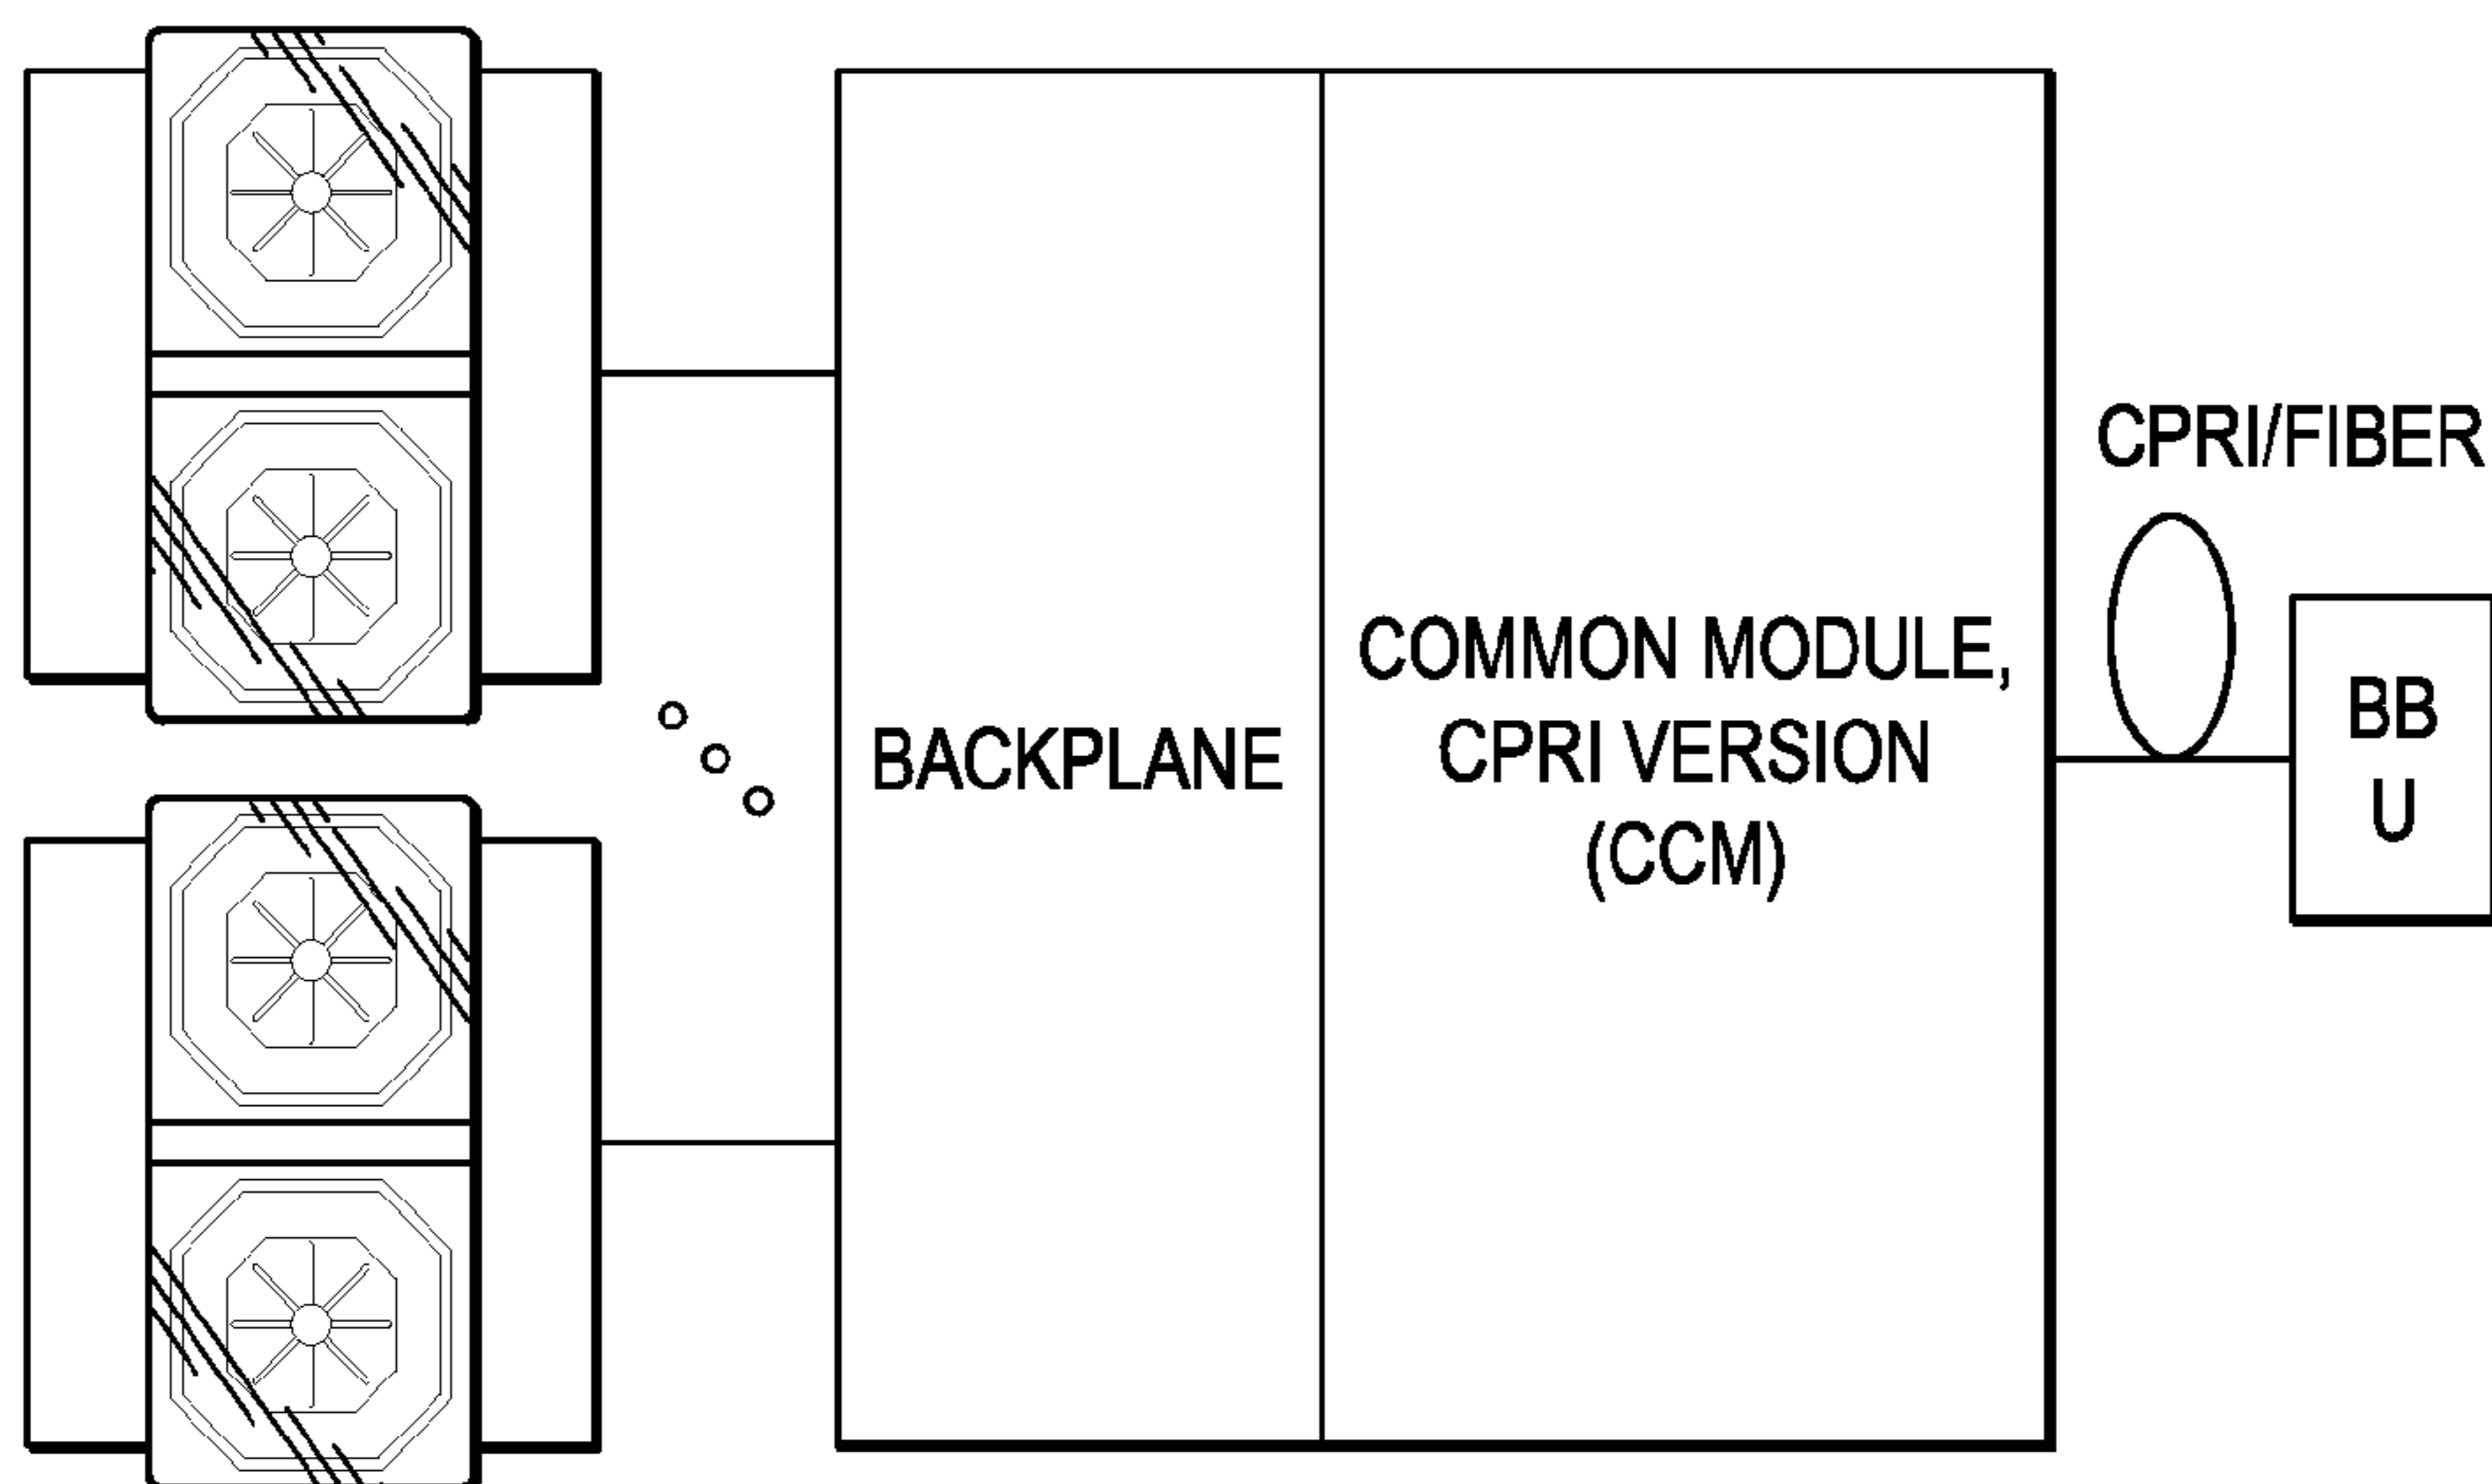 CPRI/FIBER
BACKPLANE
COMMON MODULE,
CPRI VERSION
(CCM)
BB
U